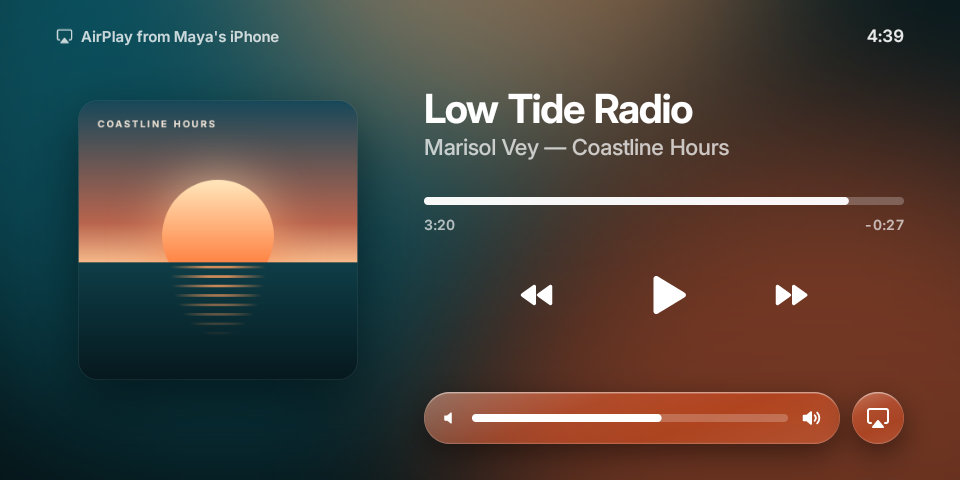 AirPlay from Maya's iPhone
4:39
COASTLINE HOURS
Low Tide Radio
Marisol Vey — Coastline Hours
3:20
-0:27